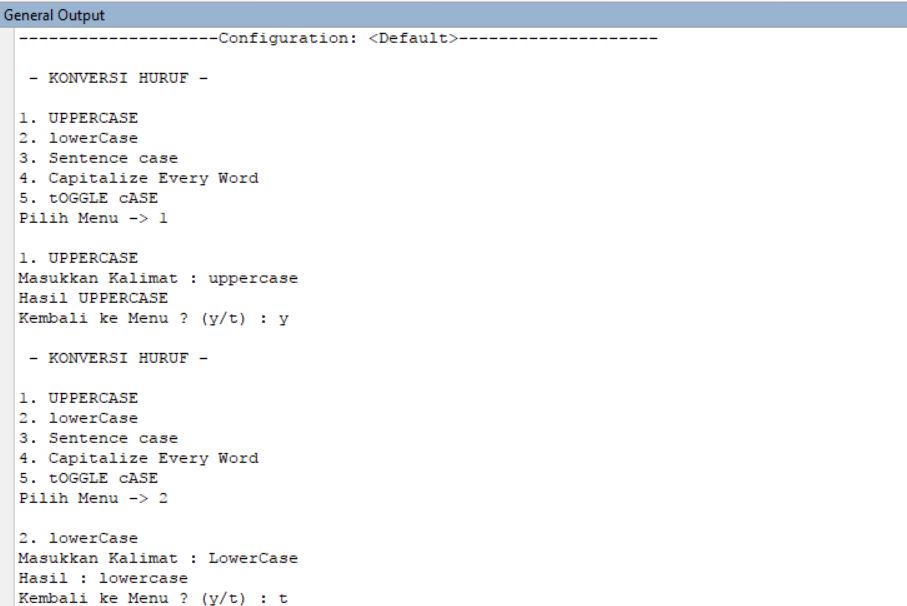 General Output
--------------------Configuration: <Default>--------------------
- KONVERSI HURUF -
1. UPPERCASE
2. lowerCase
3. Sentence case
4. Capitalize Every Word
5. tOGGLE cASE
Pilih Menu -> 1
1. UPPERCASE
Masukkan Kalimat : uppercase
Hasil UPPERCASE
Kembali ke Menu ? (y/t) : y
- KONVERSI HURUF -
1. UPPERCASE
2. lowerCase
3. Sentence case
4. Capitalize Every Word
5. tOGGLE cASE
Pilih Menu -> 2
2. lowerCase
Masukkan Kalimat : LowerCase
Hasil : lowercase
Kembali ke Menu ? (y/t) : t